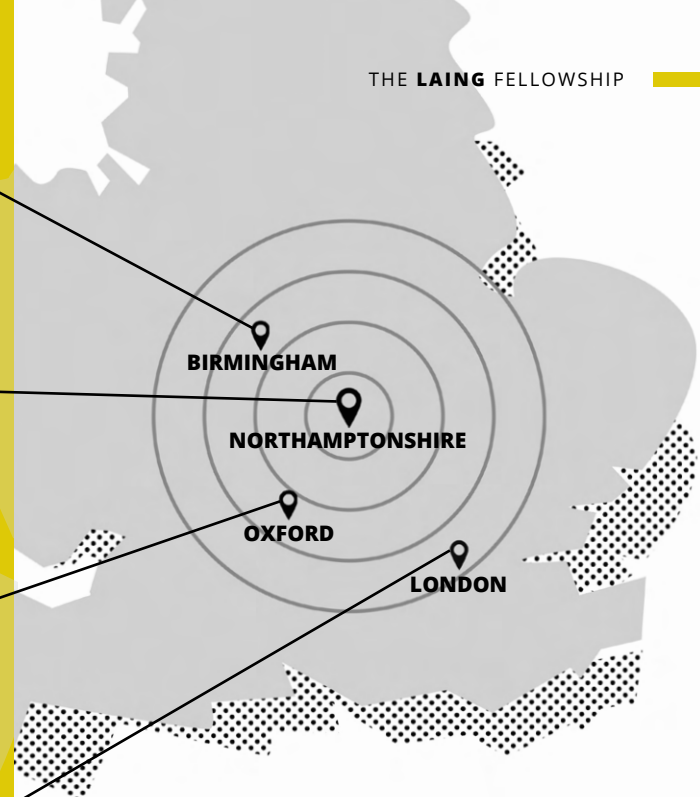 THE LAING FELLOWSHIP
BIRMINGHAM
NORTHAMPTONSHIRE
OXFORD
LONDON